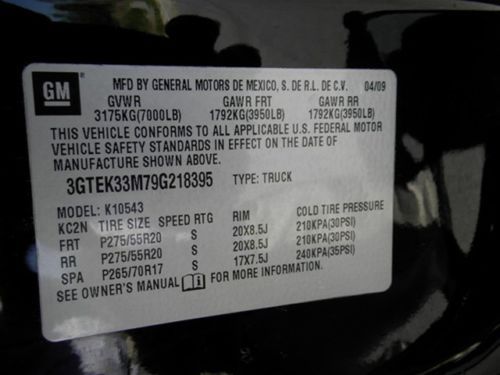 GM
MFD BY GENERAL MOTORS DE MEXICO, S. DE R.L. DE C.V. 04/09
GVWR GAWR FRT GAWR RR
3175KG(7000LB) 1792KG(3950LB) 1792KG(3950LB)
THIS VEHICLE CONFORMS TO ALL APPLICABLE U.S. FEDERAL MOTOR
VEHICLE SAFETY STANDARDS IN EFFECT ON THE DATE OF
MANUFACTURE SHOWN ABOVE.
3GTEK33M79G218395 TYPE: TRUCK
MODEL: K10543
KC2N TIRE SIZE SPEED RTG RIM COLD TIRE PRESSURE
FRT P275/55R20 S 20X8.5J 210KPA(30PSI)
RR P275/55R20 S 20X8.5J 210KPA(30PSI)
SPA P265/70R17 S 17X7.5J 240KPA(35PSI)
SEE OWNER'S MANUAL FOR MORE INFORMATION.